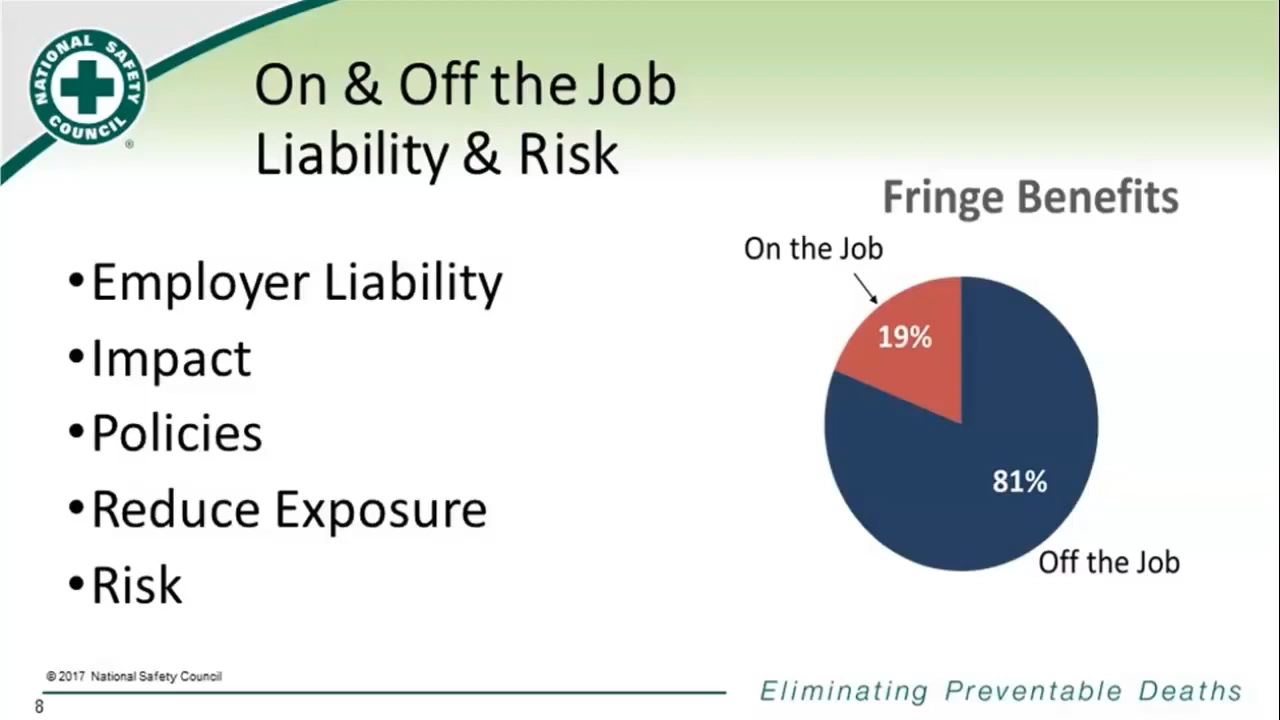 NATIONAL SAFETY
COUNCIL
®
On & Off the Job
Liability & Risk
•Employer Liability
•Impact
•Policies
•Reduce Exposure
•Risk
Fringe Benefits
On the Job
19%
81%
Off the Job
© 2017 National Safety Council
8
Eliminating Preventable Deaths